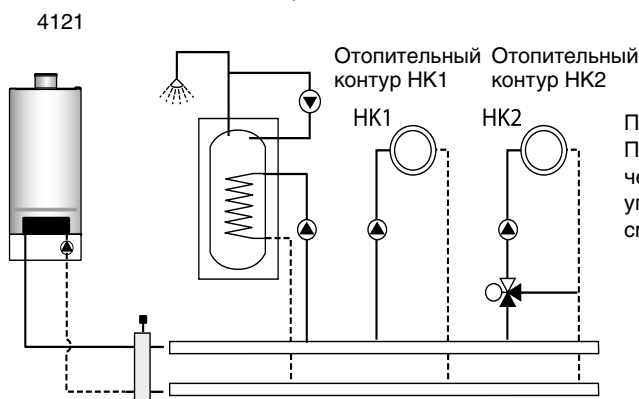 4121
Отопительный контур НК1
Отопительный контур НК2
НК1
НК2